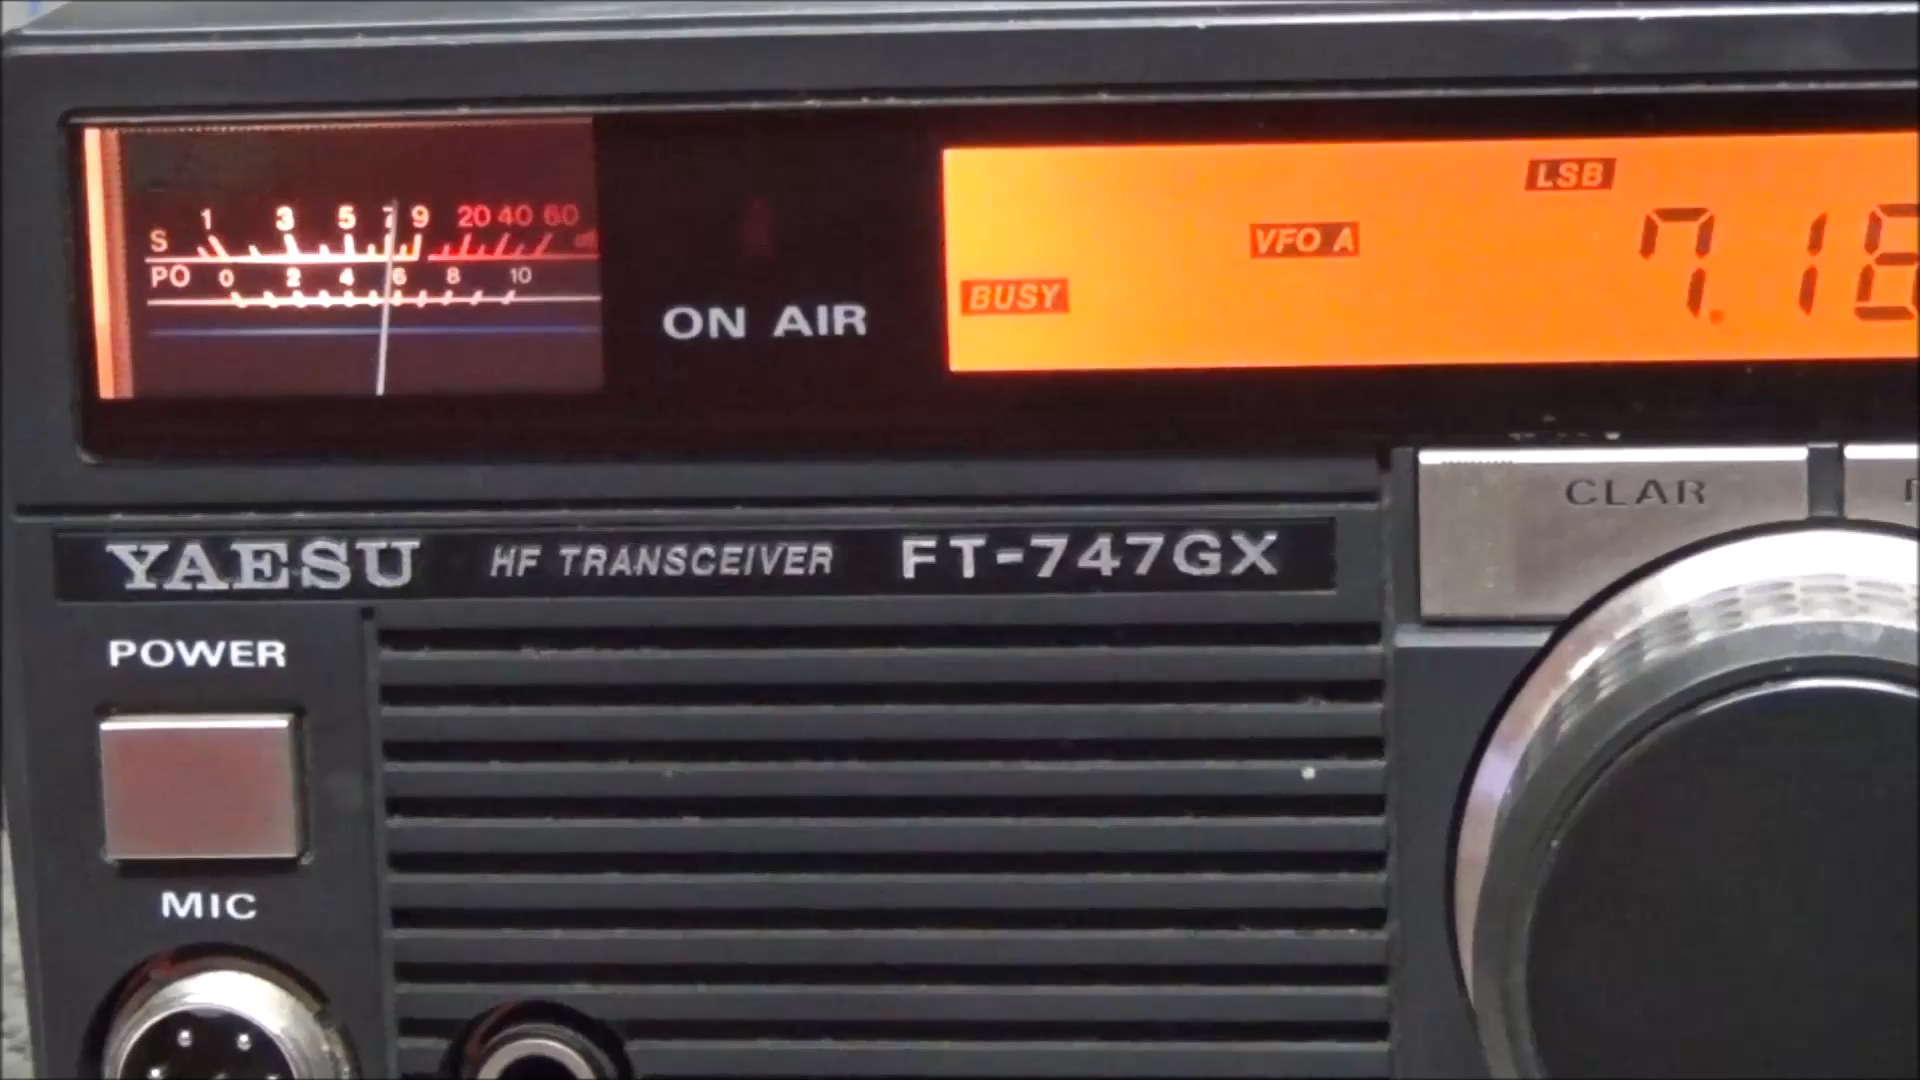 1 3 5 7 9 20 40 60
S
PO 0 2 4 6 8 10
ON AIR
LSB
VFO A
7.18
BUSY
CLAR
YAESU HF TRANSCEIVER FT-747GX
POWER
MIC